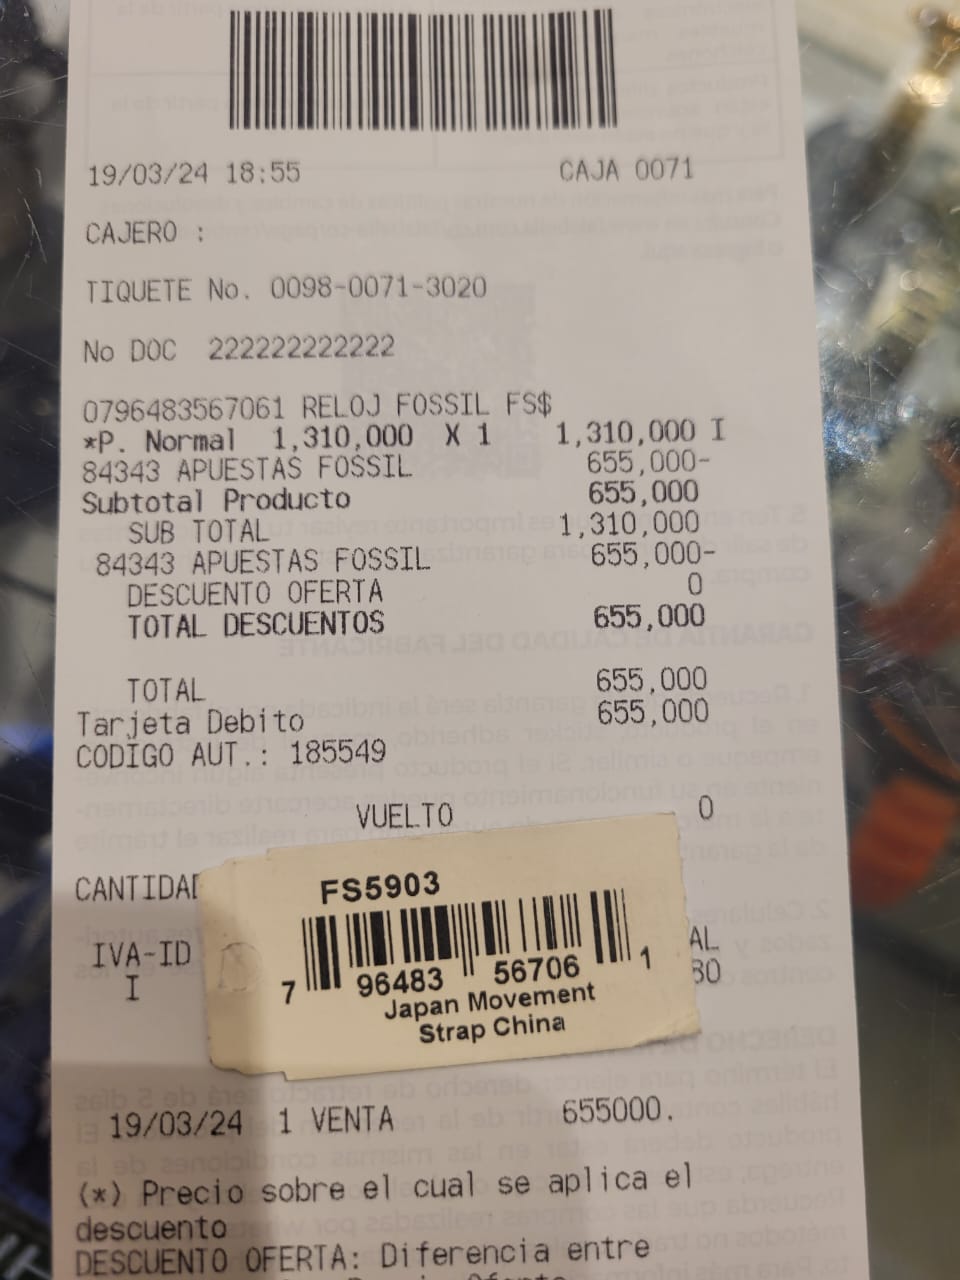 19/03/24 18:55 CAJA 0071
CAJERO :
TIQUETE No. 0098-0071-3020
No DOC 222222222222
0796483567061 RELOJ FOSSIL FS$
*P. Normal 1,310,000 X 1 1,310,000 I
84343 APUESTAS FOSSIL 655,000-
Subtotal Producto 655,000
SUB TOTAL 1,310,000
84343 APUESTAS FOSSIL 655,000-
DESCUENTO OFERTA 0
TOTAL DESCUENTOS 655,000
TOTAL 655,000
Tarjeta Debito 655,000
CODIGO AUT.: 185549
VUELTO 0
CANTIDAD
FS5903
7 96483 56706 1
Japan Movement
Strap China
IVA-ID AL
I 80
19/03/24 1 VENTA 655000.
(*) Precio sobre el cual se aplica el
descuento
DESCUENTO OFERTA: Diferencia entre